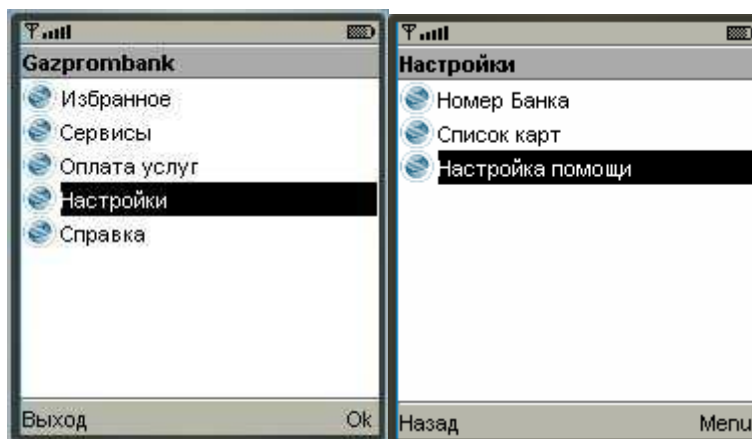 Gazprombank
Избранное
Сервисы
Оплата услуг
Настройки
Справка
Выход
Ok
Настройки
Номер Банка
Список карт
Настройка помощи
Назад
Menu